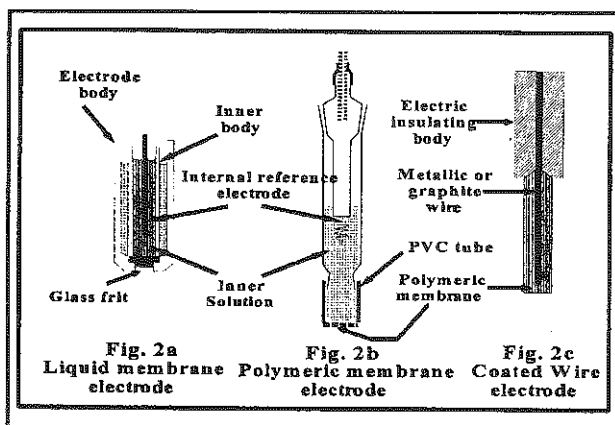 Electrode
body
Inner
body
Internal reference
electrode
Glass frit
Inner
Solution
PVC tube
Polymeric
membrane
Electric
insulating
body
Metallic or
graphite
wire
Fig. 2a
Liquid membrane
electrode
Fig. 2b
Polymeric membrane
electrode
Fig. 2c
Coated Wire
electrode